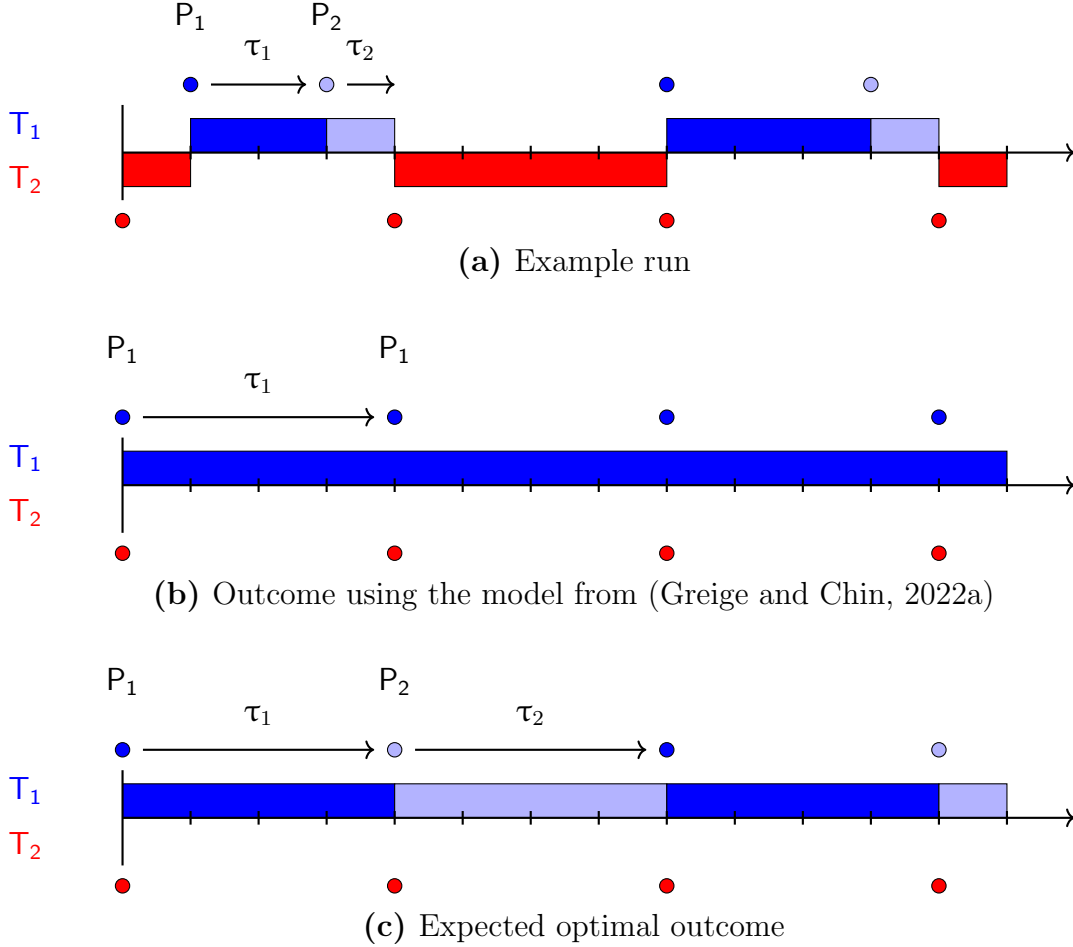 P₁ P₂
τ₁ τ₂
T₁
T₂
(a) Example run
P₁ P₁
τ₁
T₁
T₂
(b) Outcome using the model from (Greige and Chin, 2022a)
P₁ P₂
τ₁ τ₂
T₁
T₂
(c) Expected optimal outcome